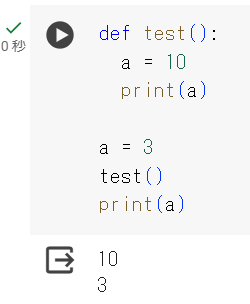 def test():
  a = 10
  print(a)

a = 3
test()
print(a)
0 秒
10
3